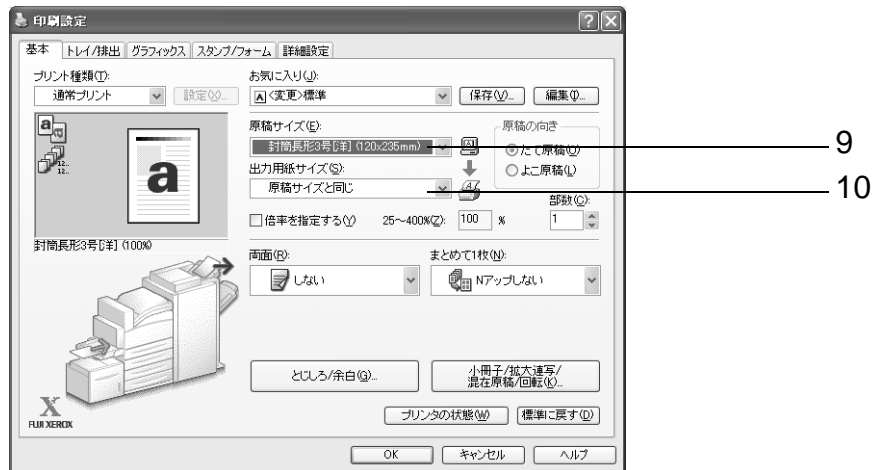 印刷設定
基本 トレイ/排出 グラフィックス スタンプ/フォーム 詳細設定
プリント種類(T):
通常プリント 設定(X)...
お気に入り(J):
A <変更>標準 保存(V)... 編集(I)...
原稿サイズ(E):
封筒長形3号[洋] (120x235mm)
9
出力用紙サイズ(S):
原稿サイズと同じ
10
原稿の向き
たて原稿(U)
よこ原稿(L)
倍率を指定する(Y) 25~400%(Z): 100 %
部数(C):
1
a
封筒長形3号[洋] (100%)
両面(R):
しない
まとめて1枚(N):
Nアップしない
とじしろ/余白(G)...
小冊子/拡大連写/
混在原稿/回転(K)...
X
FUJI XEROX
プリンタの状態(W) 標準に戻す(D)
OK キャンセル ヘルプ